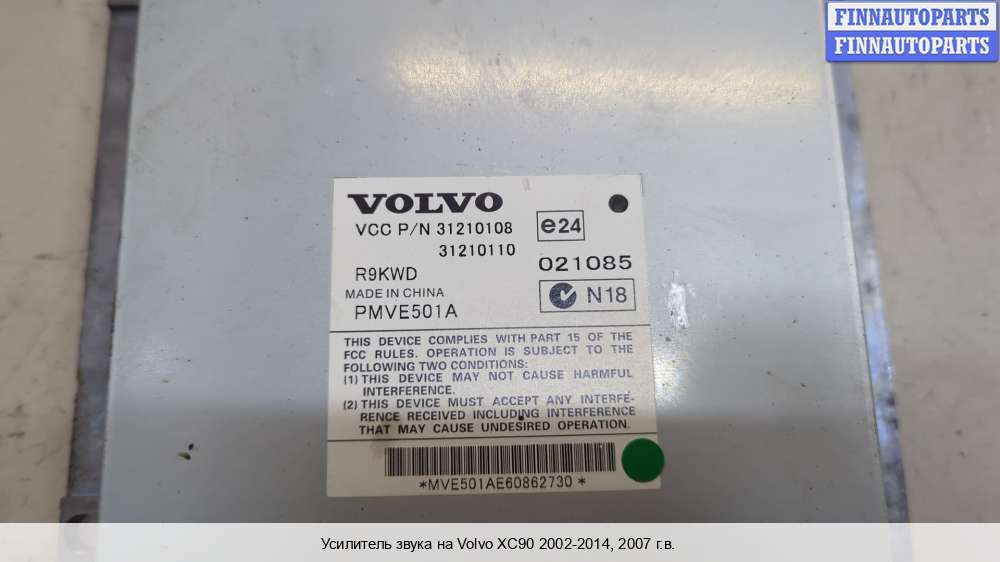 FINNAUTOPARTS
FINNAUTOPARTS
VOLVO
VCC P/N 31210108
31210110
e24
021085
R9KWD
MADE IN CHINA
PMVE501A
N18
THIS DEVICE COMPLIES WITH PART 15 OF THE
FCC RULES. OPERATION IS SUBJECT TO THE
FOLLOWING TWO CONDITIONS:
(1) THIS DEVICE MAY NOT CAUSE HARMFUL
INTERFERENCE.
(2) THIS DEVICE MUST ACCEPT ANY INTERFE-
RENCE RECEIVED INCLUDING INTERFERENCE
THAT MAY CAUSE UNDESIRED OPERATION.
*MVE501AE60862730*
Усилитель звука на Volvo XC90 2002-2014, 2007 г.в.